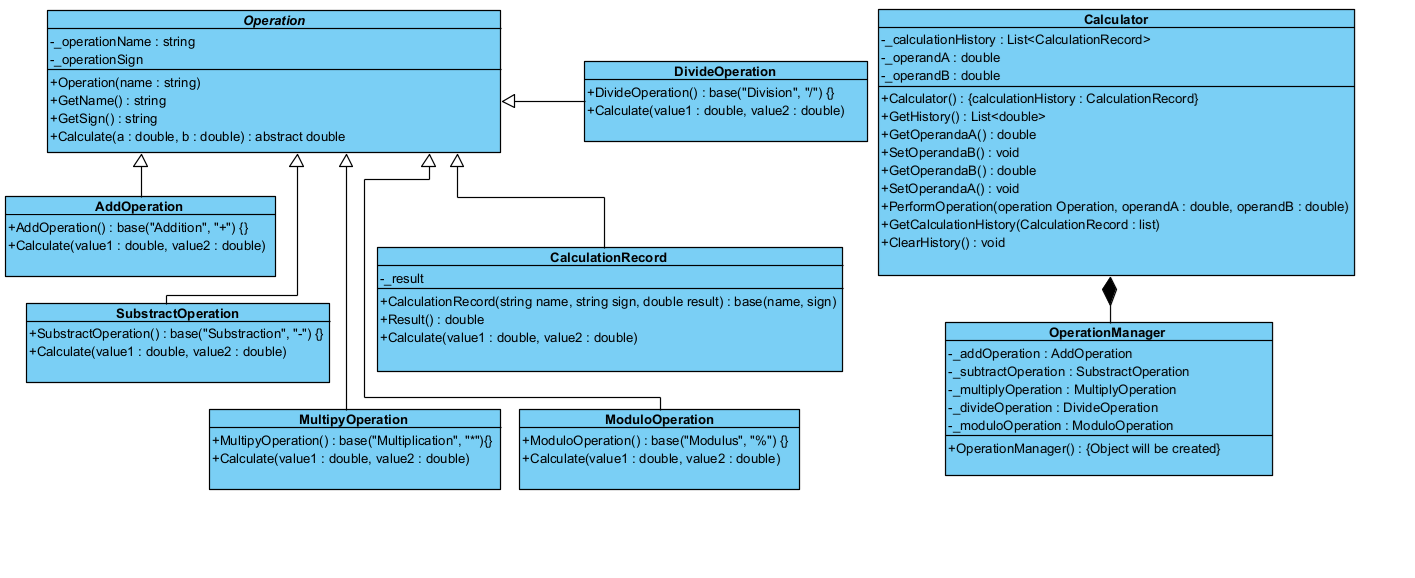 Operation
-_operationName : string
-_operationSign
+Operation(name : string)
+GetName() : string
+GetSign() : string
+Calculate(a : double, b : double) : abstract double
DivideOperation
+DivideOperation() : base("Division", "/") {}
+Calculate(value1 : double, value2 : double)
Calculator
-_calculationHistory : List<CalculationRecord>
-_operandA : double
-_operandB : double
+Calculator() : {calculationHistory : CalculationRecord}
+GetHistory() : List<double>
+GetOperandaA() : double
+SetOperandaB() : void
+GetOperandaB() : double
+SetOperandaA() : void
+PerformOperation(operation Operation, operandA : double, operandB : double)
+GetCalculationHistory(CalculationRecord : list)
+ClearHistory() : void
AddOperation
+AddOperation() : base("Addition", "+") {}
+Calculate(value1 : double, value2 : double)
CalculationRecord
-_result
+CalculationRecord(string name, string sign, double result) : base(name, sign)
+Result() : double
+Calculate(value1 : double, value2 : double)
SubstractOperation
+SubstractOperation() : base("Substraction", "-") {}
+Calculate(value1 : double, value2 : double)
OperationManager
-_addOperation : AddOperation
-_subtractOperation : SubstractOperation
-_multiplyOperation : MultiplyOperation
-_divideOperation : DivideOperation
-_moduloOperation : ModuloOperation
+OperationManager() : {Object will be created}
MultipyOperation
+MultipyOperation() : base("Multiplication", "*"){}
+Calculate(value1 : double, value2 : double)
ModuloOperation
+ModuloOperation() : base("Modulus", "%") {}
+Calculate(value1 : double, value2 : double)